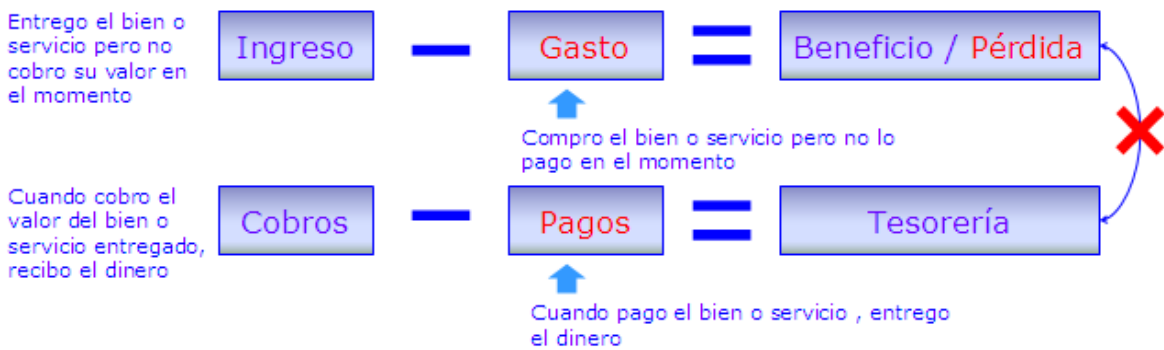 Entrego el bien o
servicio pero no
cobro su valor en
el momento
Ingreso
Gasto
Beneficio / Pérdida
Compro el bien o servicio pero no lo
pago en el momento
Cuando cobro el
valor del bien o
servicio entregado,
recibo el dinero
Cobros
Pagos
Tesorería
Cuando pago el bien o servicio , entrego
el dinero